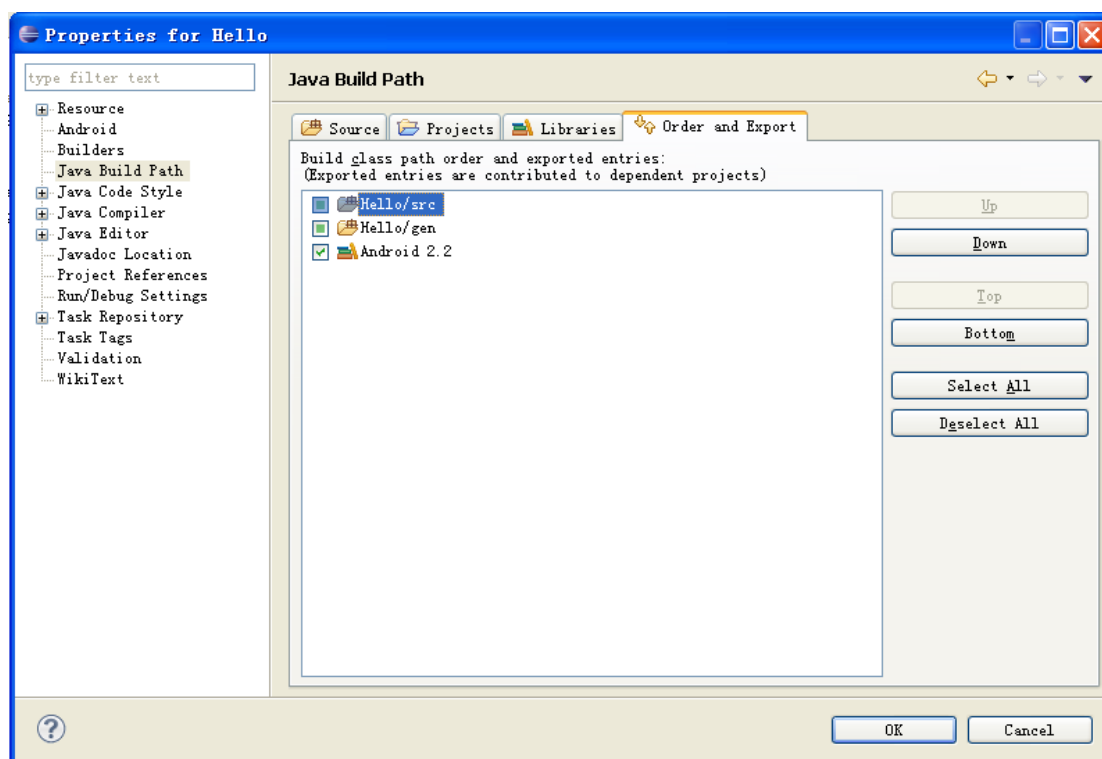 Properties for Hello
type filter text
Resource
Android
Builders
Java Build Path
Java Code Style
Java Compiler
Java Editor
Javadoc Location
Project References
Run/Debug Settings
Task Repository
Task Tags
Validation
WikiText
Java Build Path
Source
Projects
Libraries
Order and Export
Build class path order and exported entries:
(Exported entries are contributed to dependent projects)
Hello/src
Hello/gen
Android 2.2
Up
Down
Top
Bottom
Select All
Deselect All
OK
Cancel